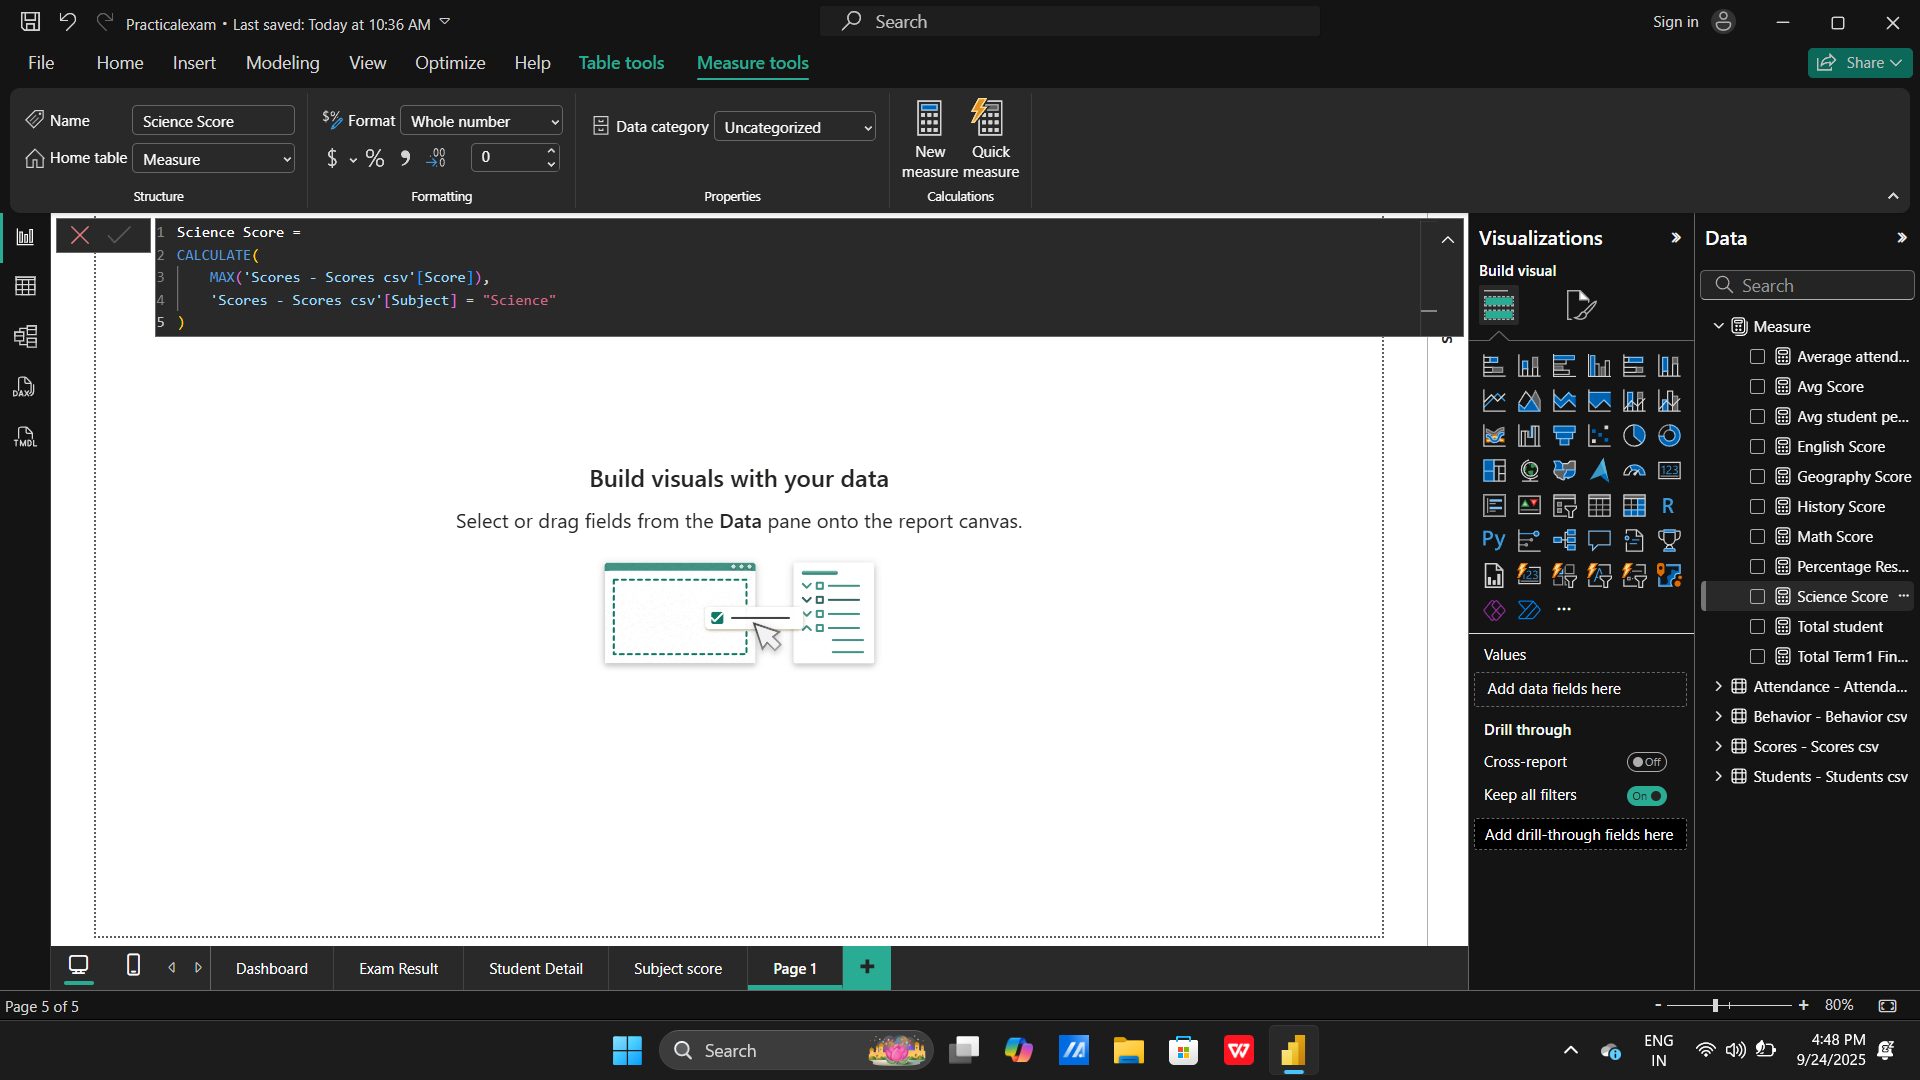 Practicalexam • Last saved: Today at 10:36 AM
Search
Sign in
File
Home
Insert
Modeling
View
Optimize
Help
Table tools
Measure tools
Share
Name
Science Score
Home table
Measure
Structure
$% Format
Whole number
$ % 9 .00
0
Formatting
Data category
Uncategorized
Properties
New measure
Quick measure
Calculations
1 Science Score =
2 CALCULATE(
3 MAX('Scores - Scores csv'[Score]),
4 'Scores - Scores csv'[Subject] = "Science"
5 )
DAX
TMDL
Build visuals with your data
Select or drag fields from the Data pane onto the report canvas.
Visualizations
Build visual
123
R
Py
123
Values
Add data fields here
Drill through
Cross-report
Off
Keep all filters
On
Add drill-through fields here
Data
Search
Measure
Average attend...
Avg Score
Avg student pe...
English Score
Geography Score
History Score
Math Score
Percentage Res...
Science Score
Total student
Total Term1 Fin...
Attendance - Attenda...
Behavior - Behavior csv
Scores - Scores csv
Students - Students csv
Dashboard
Exam Result
Student Detail
Subject score
Page 1
+
Page 5 of 5
- + 80%
Search
ENG
IN
4:48 PM
9/24/2025